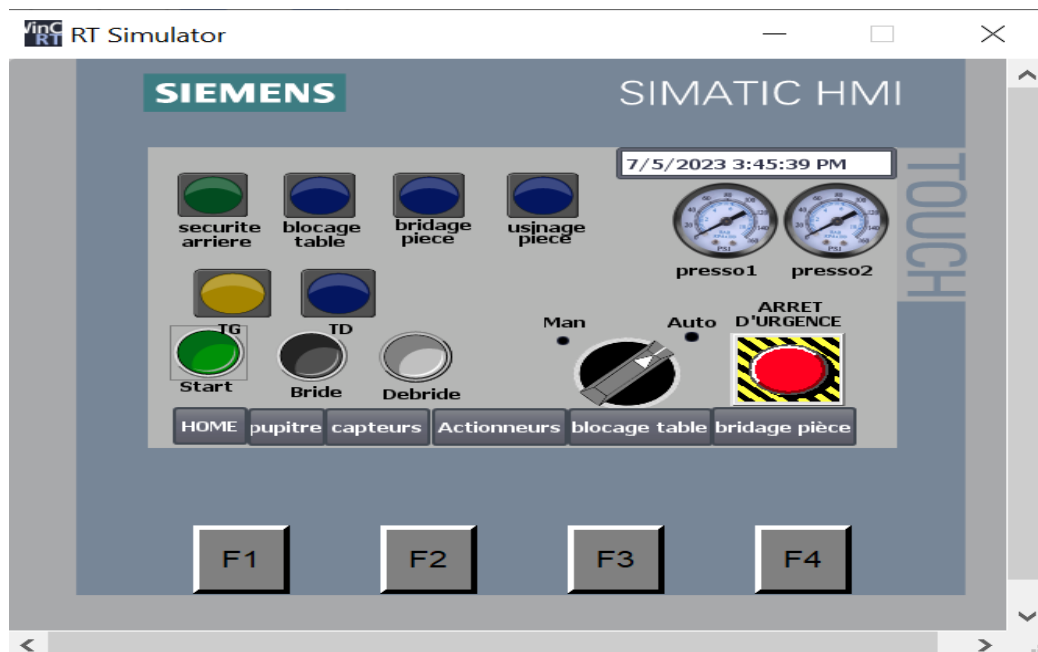 WinC
RT
RT Simulator
SIEMENS
SIMATIC HMI
TOUCH
7/5/2023 3:45:39 PM
securite
arriere
blocage
table
bridage
piece
usinage
piece
presso1
presso2
TG
TD
Man
Auto
ARRET
D'URGENCE
Start
Bride
Debride
HOME
pupitre
capteurs
Actionneurs
blocage table
bridage pièce
F1
F2
F3
F4